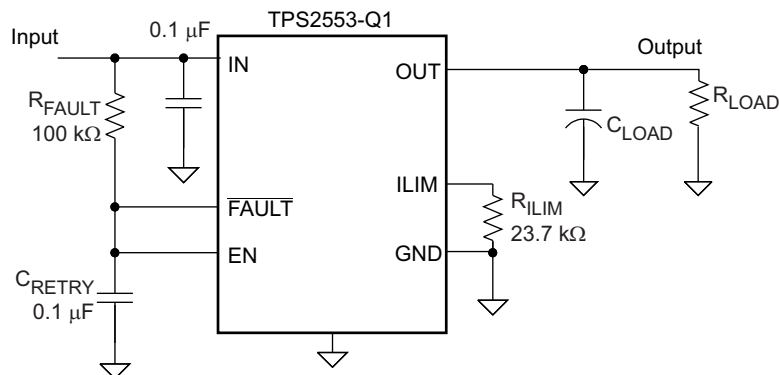 TPS2553-Q1
Input
0.1 μF
IN
OUT
Output
R_FAULT
100 kΩ
R_LOAD
C_LOAD
ILIM
R_ILIM
23.7 kΩ
FAULT
GND
EN
C_RETRY
0.1 μF